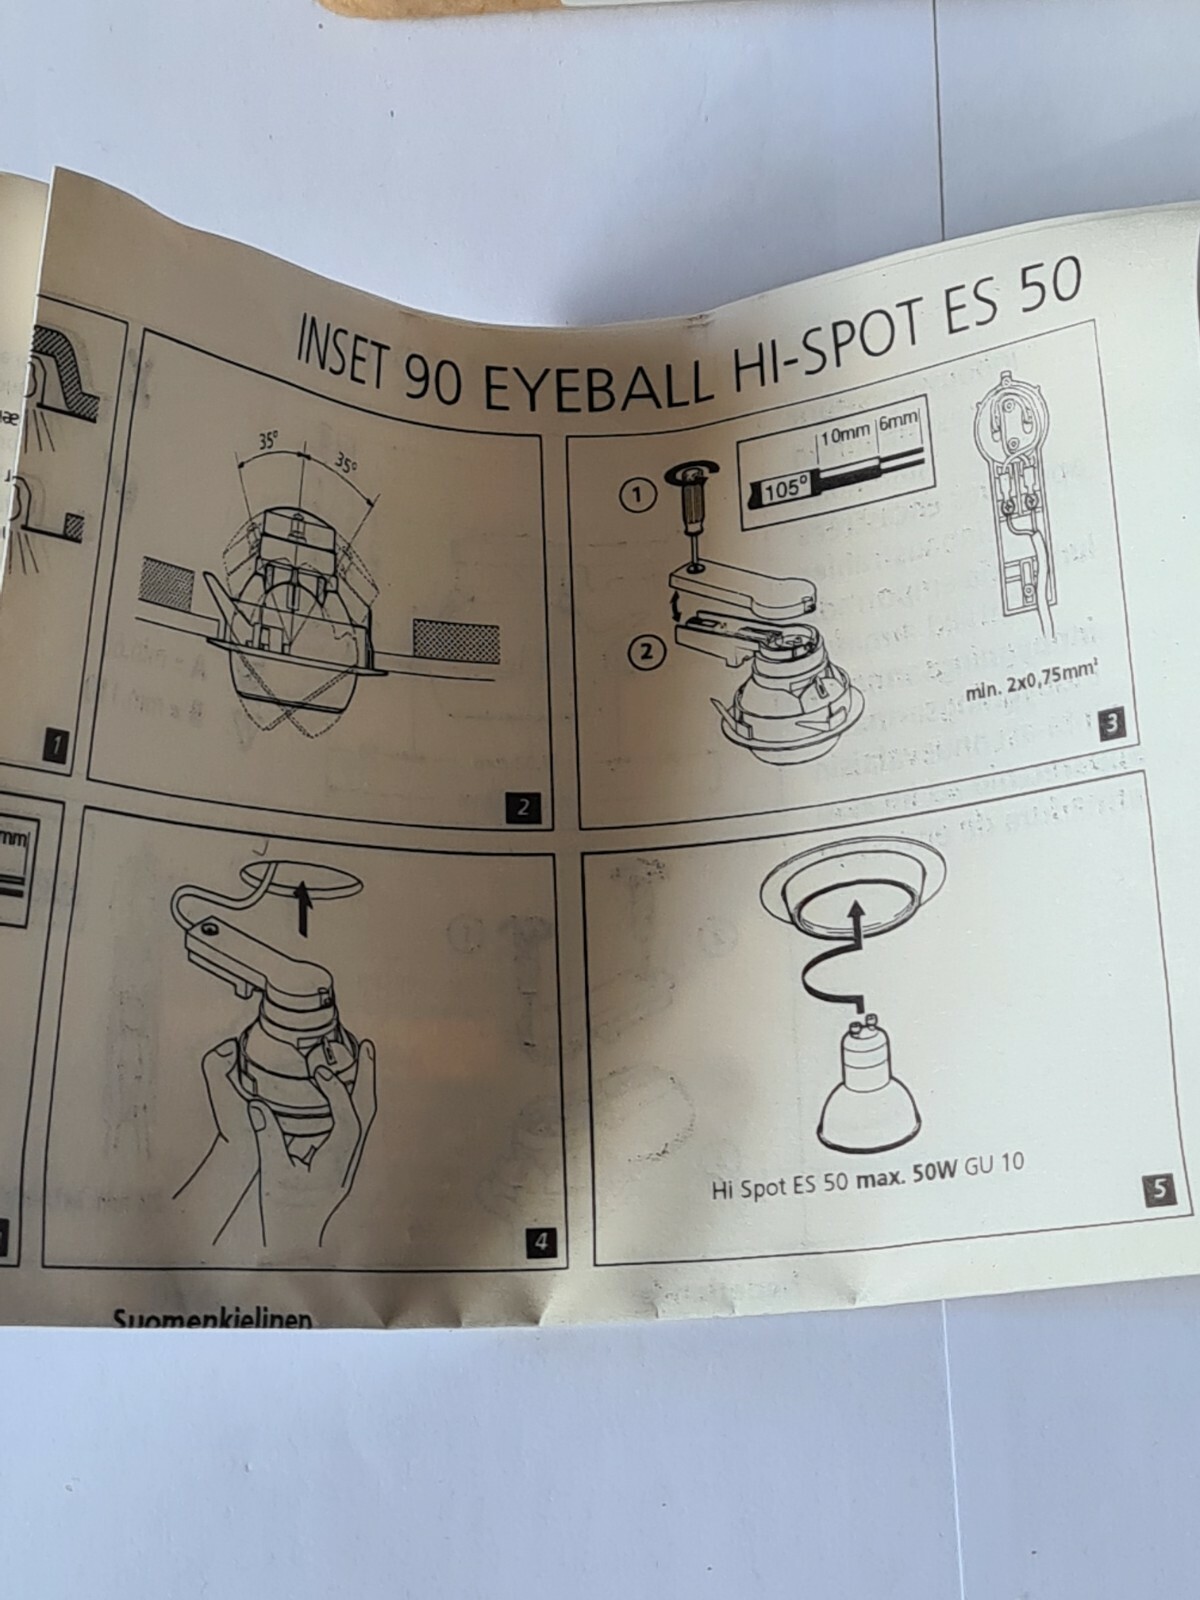 INSET 90 EYEBALL HI-SPOT ES 50
35° 35°
1
2
1
10mm 6mm
105°
2
min. 2x0,75mm²
3
mm
4
Hi Spot ES 50 max. 50W GU 10
5
Suomenkielinen